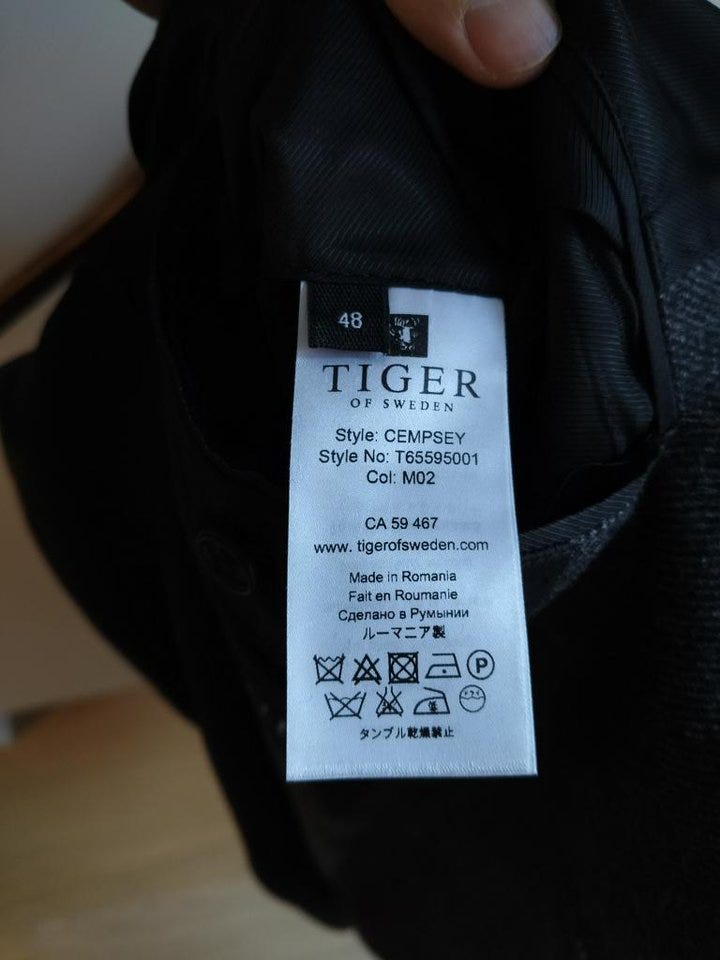 48
TIGER
OF SWEDEN
Style: CEMPSEY
Style No: T65595001
Col: M02
CA 59 467
www. tigerofsweden.com
Made in Romania
Fait en Roumanie
Сделано в Румынии
ルーマニア製
P
タンブル乾燥禁止